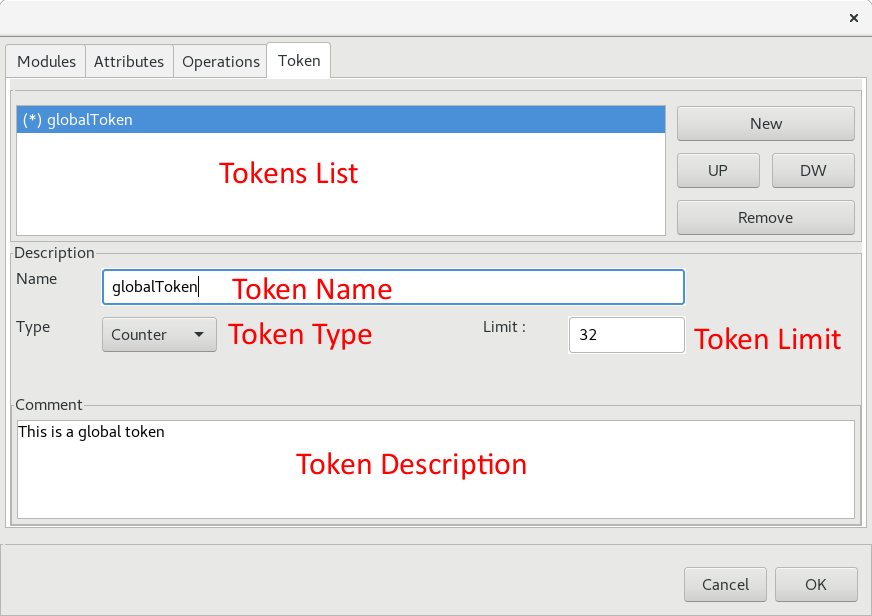 ×
Modules Attributes Operations Token
(*) globalToken
New
Tokens List
UP DW
Remove
Description
Name globalToken Token Name
Type Counter Token Type Limit : 32 Token Limit
Comment
This is a global token
Token Description
Cancel OK